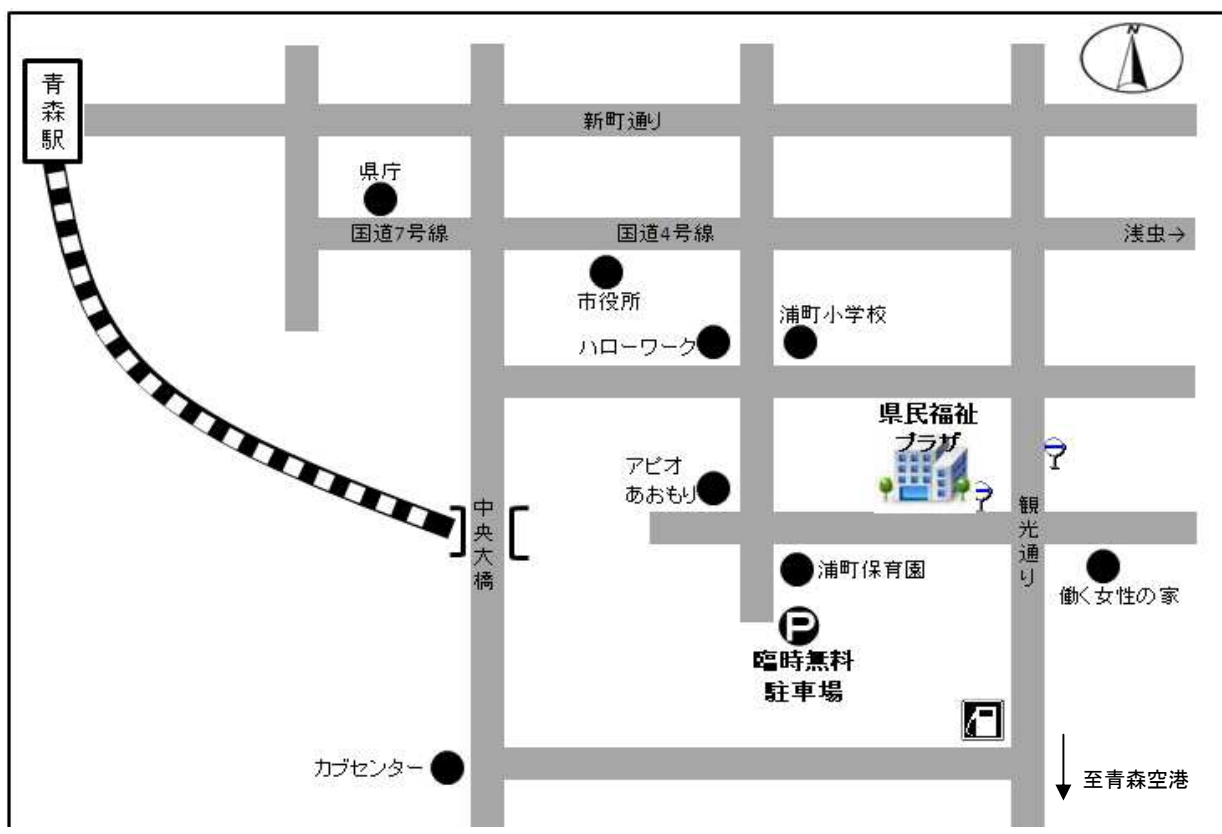 N
青森駅
新町通り
県庁
国道7号線
国道4号線
浅虫→
市役所
浦町小学校
ハローワーク
県民福祉
プラザ
アピオ
あおもり
中央大橋
観光通り
浦町保育園
働く女性の家
P
臨時無料
駐車場
カブセンター
至青森空港